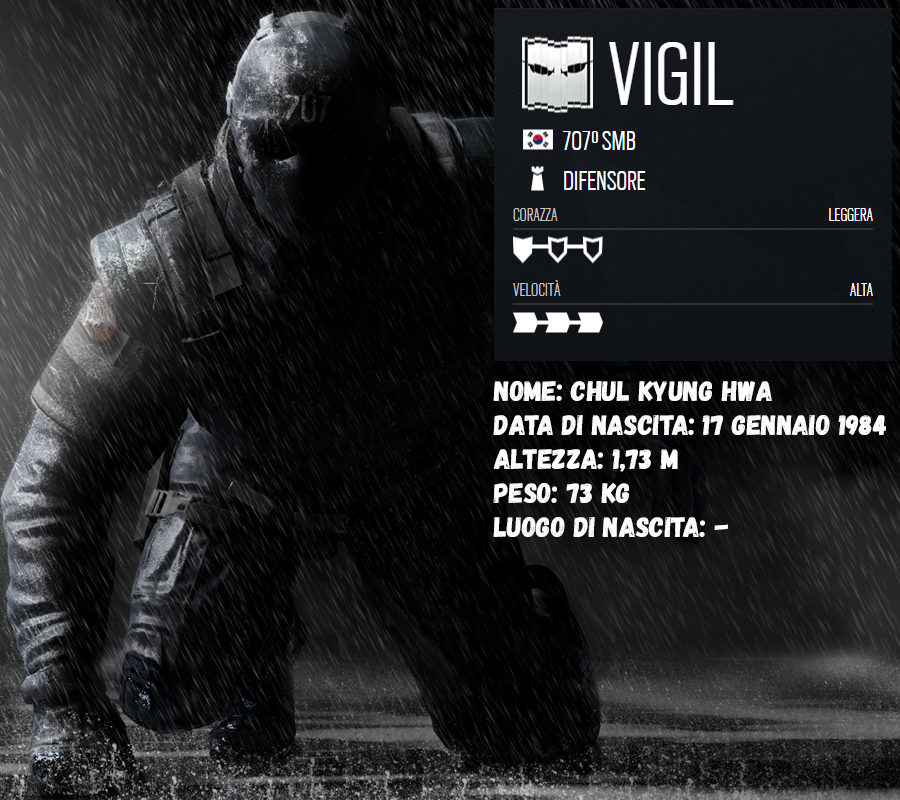 707
VIGIL
707º SMB
DIFENSORE
CORAZZA LEGGERA
VELOCITÀ ALTA
NOME: CHUL KYUNG HWA
DATA DI NASCITA: 17 GENNAIO 1984
ALTEZZA: 1,73 M
PESO: 73 KG
LUOGO DI NASCITA: –